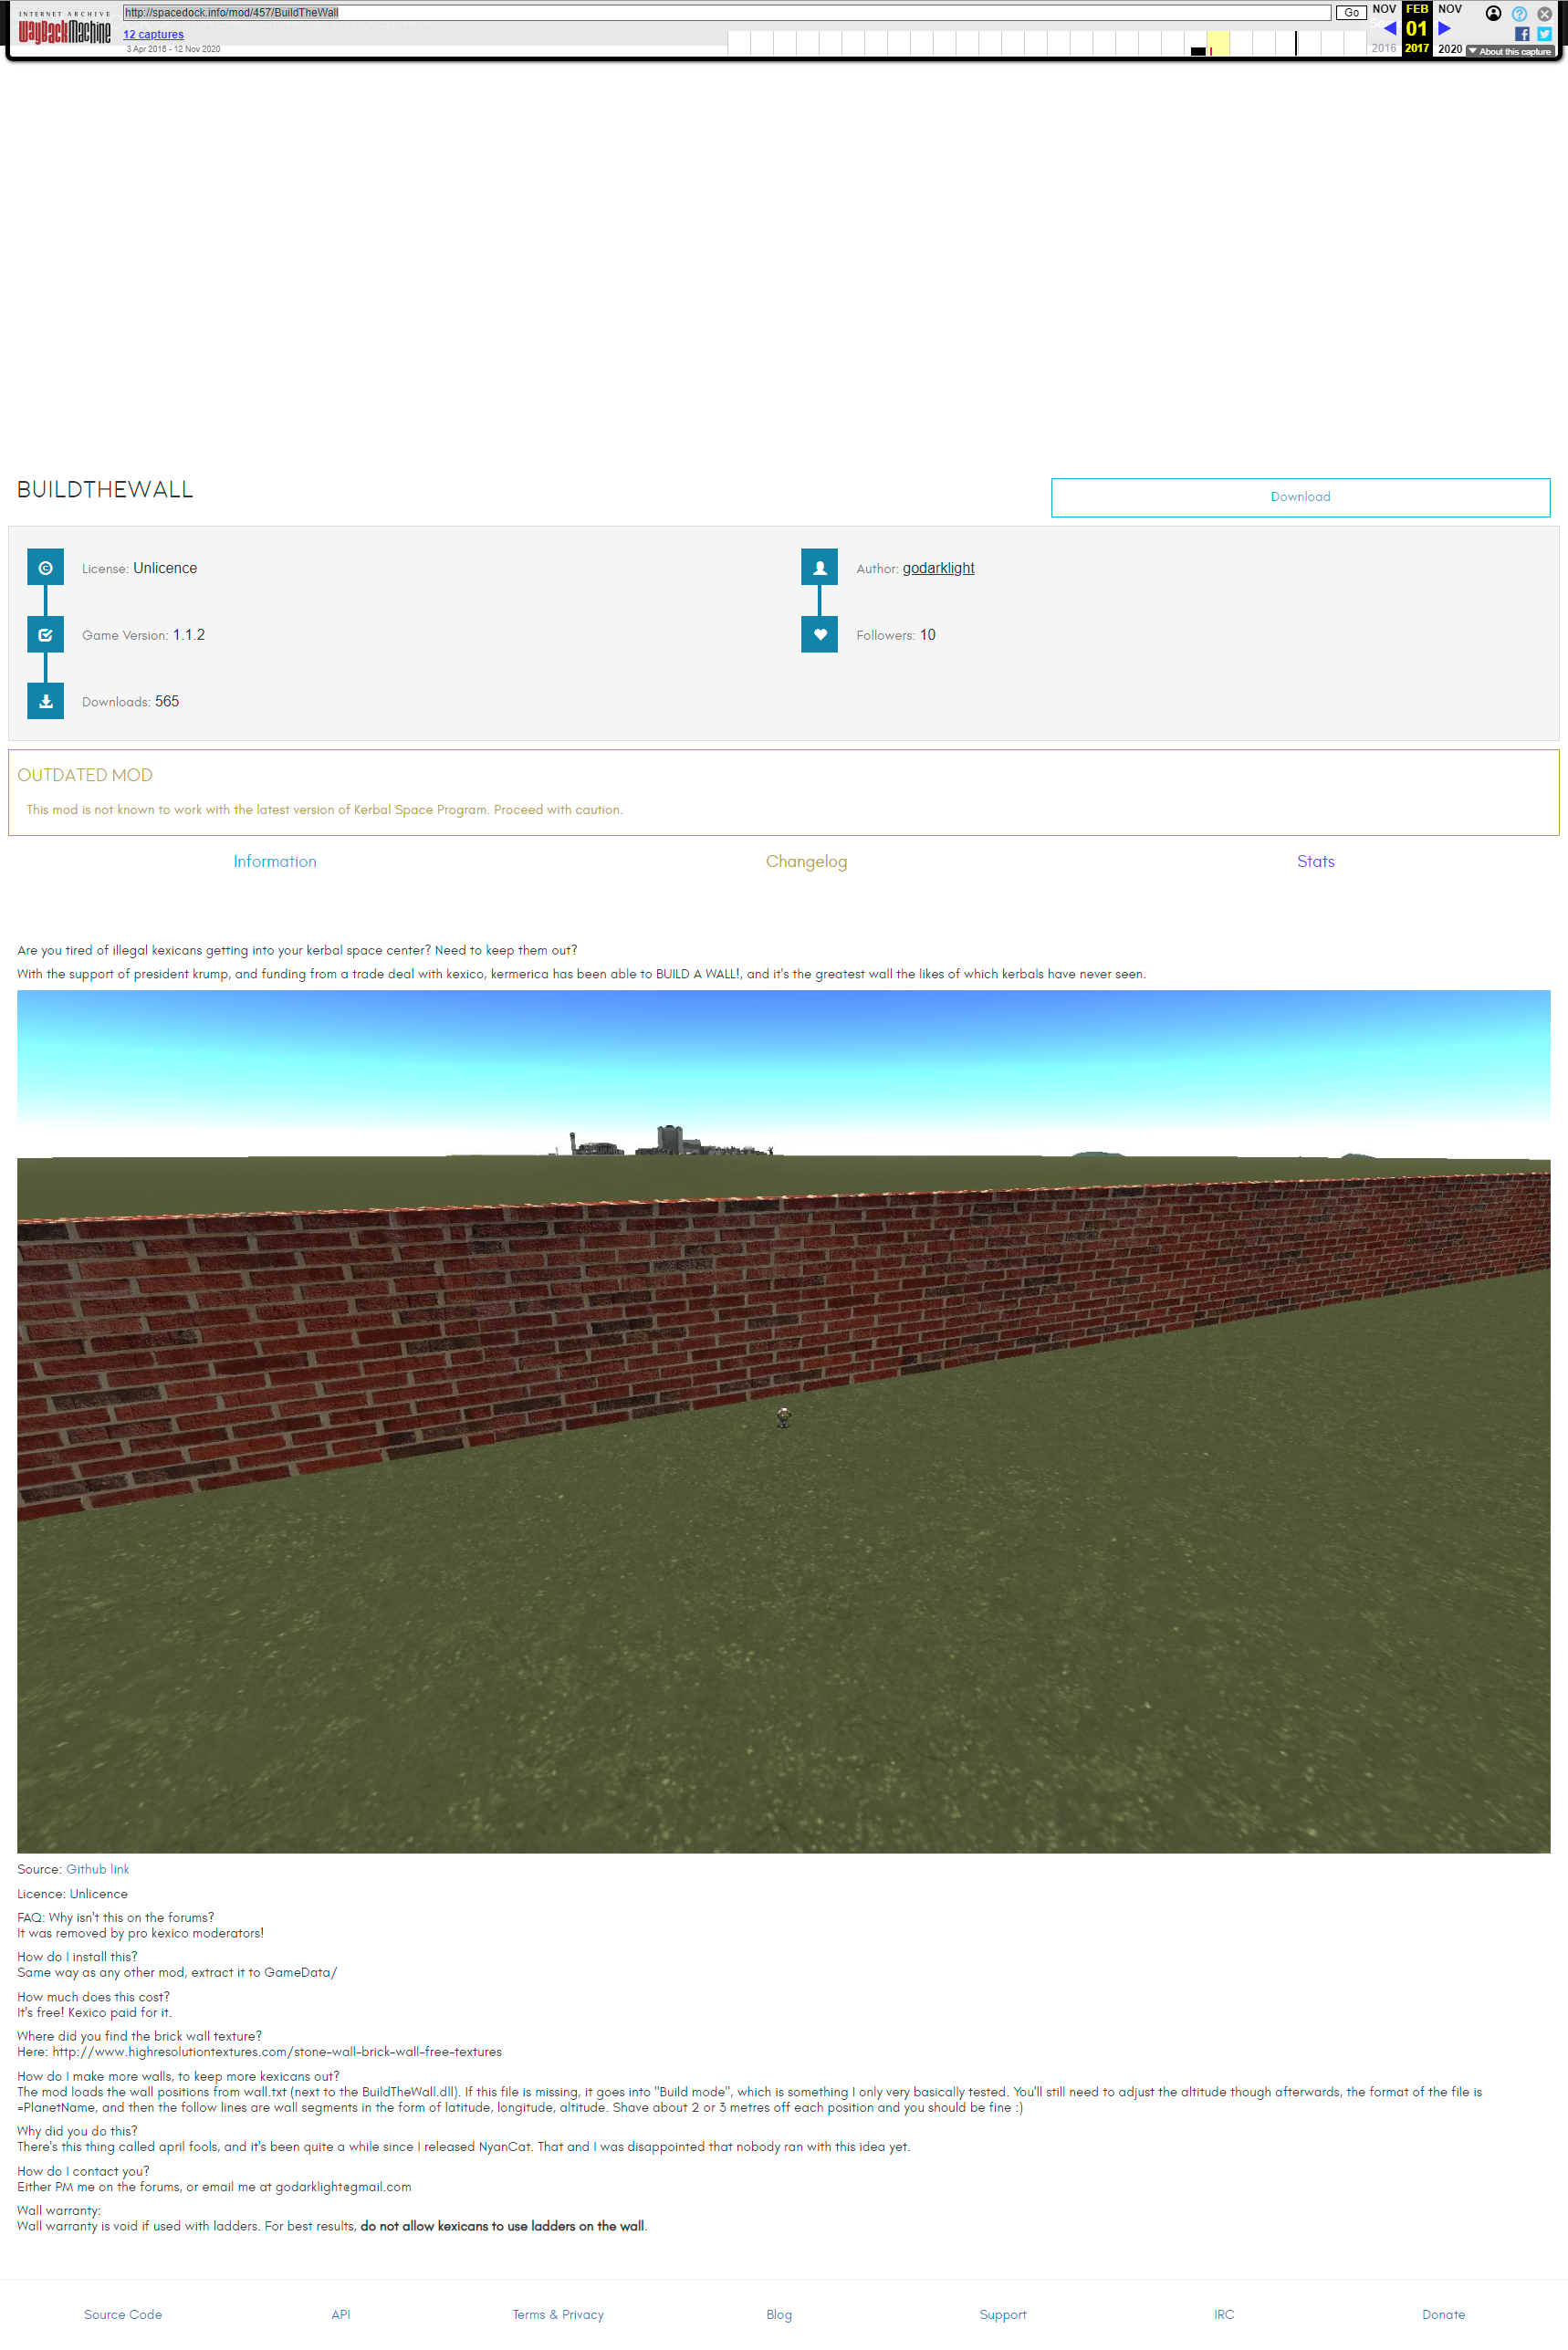 INTERNET ARCHIVE
WayBackMachine
http://spacedock.info/mod/457/BuildTheWall
Go
12 captures
3 Apr 2016 - 12 Nov 2020
NOV
FEB
NOV
01
2016
2017
2020
About this capture
BUILDTHEWALL
Download
License: Unlicence
Author: godarklight
Game Version: 1.1.2
Followers: 10
Downloads: 565
OUTDATED MOD
This mod is not known to work with the latest version of Kerbal Space Program. Proceed with caution.
Information
Changelog
Stats
Are you tired of illegal kexicans getting into your kerbal space center? Need to keep them out?
With the support of president krump, and funding from a trade deal with kexico, kermerica has been able to BUILD A WALL!, and it's the greatest wall the likes of which kerbals have never seen.
Source: Github link
Licence: Unlicence
FAQ: Why isn't this on the forums?
It was removed by pro kexico moderators!
How do I install this?
Same way as any other mod, extract it to GameData/
How much does this cost?
It's free! Kexico paid for it.
Where did you find the brick wall texture?
Here: http://www.highresolutiontextures.com/stone-wall-brick-wall-free-textures
How do I make more walls, to keep more kexicans out?
The mod loads the wall positions from wall.txt (next to the BuildTheWall.dll). If this file is missing, it goes into "Build mode", which is something I only very basically tested. You'll still need to adjust the altitude though afterwards, the format of the file is
=PlanetName, and then the follow lines are wall segments in the form of latitude, longitude, altitude. Shave about 2 or 3 metres off each position and you should be fine :)
Why did you do this?
There's this thing called april fools, and it's been quite a while since I released NyanCat. That and I was disappointed that nobody ran with this idea yet.
How do I contact you?
Either PM me on the forums, or email me at godarklight@gmail.com
Wall warranty:
Wall warranty is void if used with ladders. For best results, do not allow kexicans to use ladders on the wall.
Source Code
API
Terms & Privacy
Blog
Support
IRC
Donate